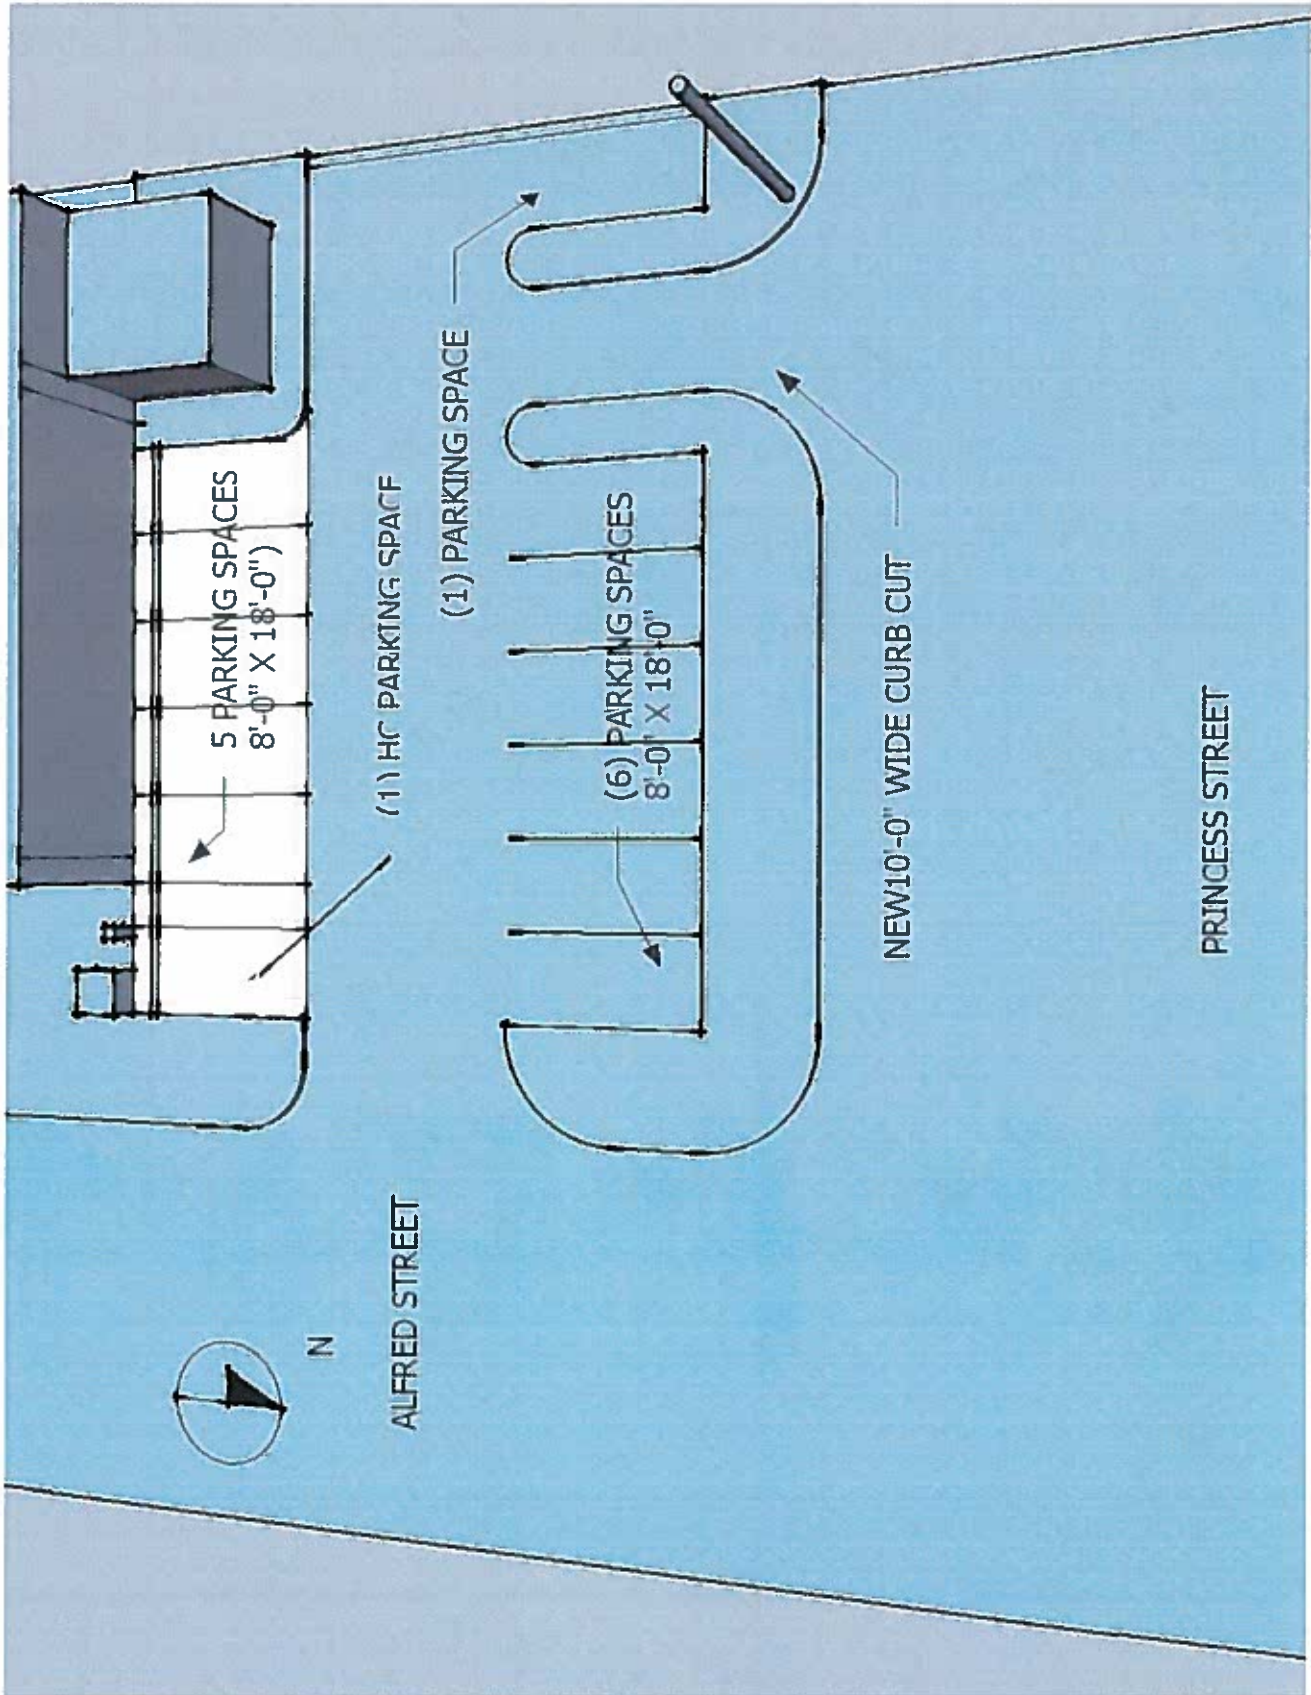 5 PARKING SPACES
8'-0" X 18'-0")
(1) HC PARKING SPACE
(1) PARKING SPACE
(6) PARKING SPACES
8'-0" X 18'-0"
NEW10'-0" WIDE CURB CUT
N
ALFRED STREET
PRINCESS STREET